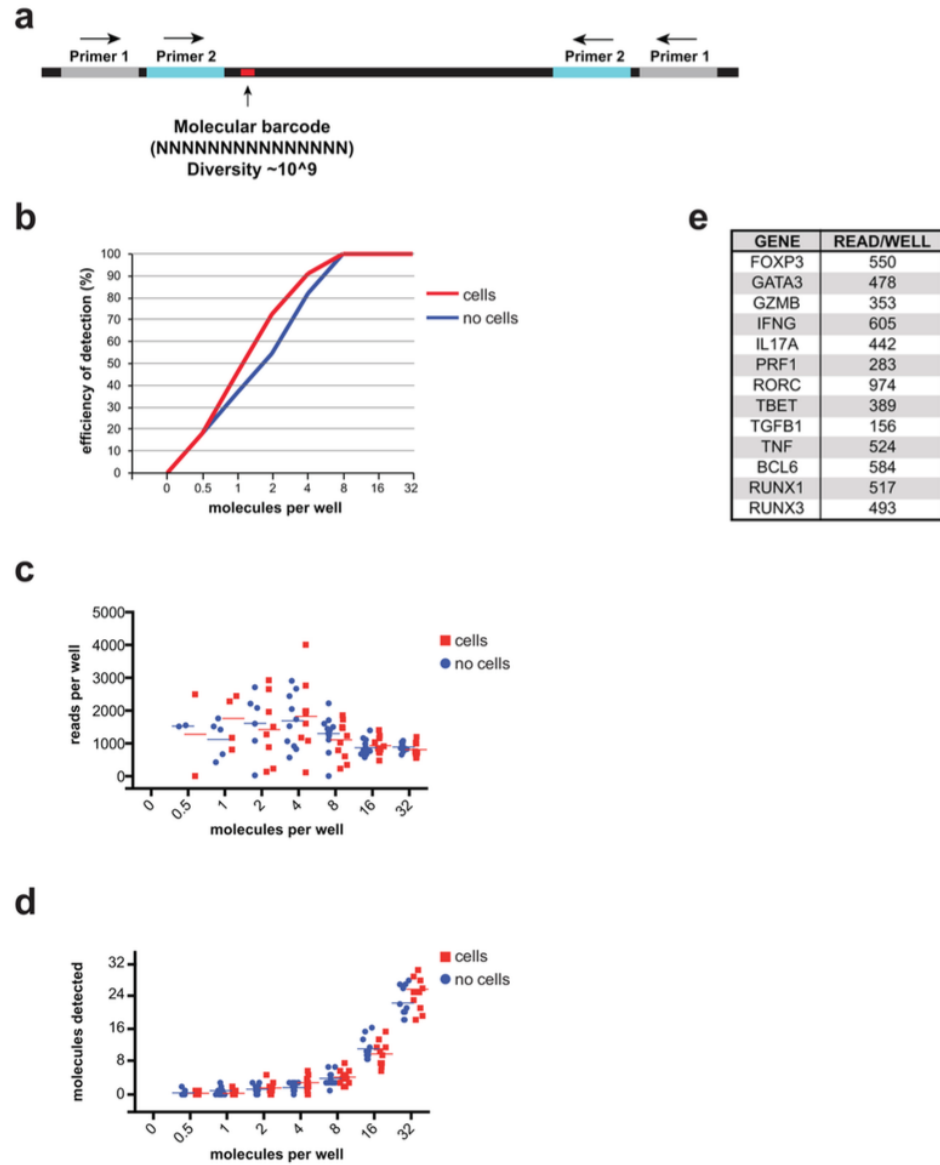 a
Primer 1 Primer 2 Primer 2 Primer 1
Molecular barcode
(NNNNNNNNNNNNNNN)
Diversity ~10^9
b
efficiency of detection (%)
100
90
80
70
60
50
40
30
20
10
0
0 0.5 1 2 4 8 16 32
molecules per well
cells
no cells
e
GENE READ/WELL
FOXP3 550
GATA3 478
GZMB 353
IFNG 605
IL17A 442
PRF1 283
RORC 974
TBET 389
TGFB1 156
TNF 524
BCL6 584
RUNX1 517
RUNX3 493
c
reads per well
5000
4000
3000
2000
1000
0
0 0.5 1 2 4 8 16 32
molecules per well
cells
no cells
d
molecules detected
32
24
16
8
0
0 0.5 1 2 4 8 16 32
molecules per well
cells
no cells